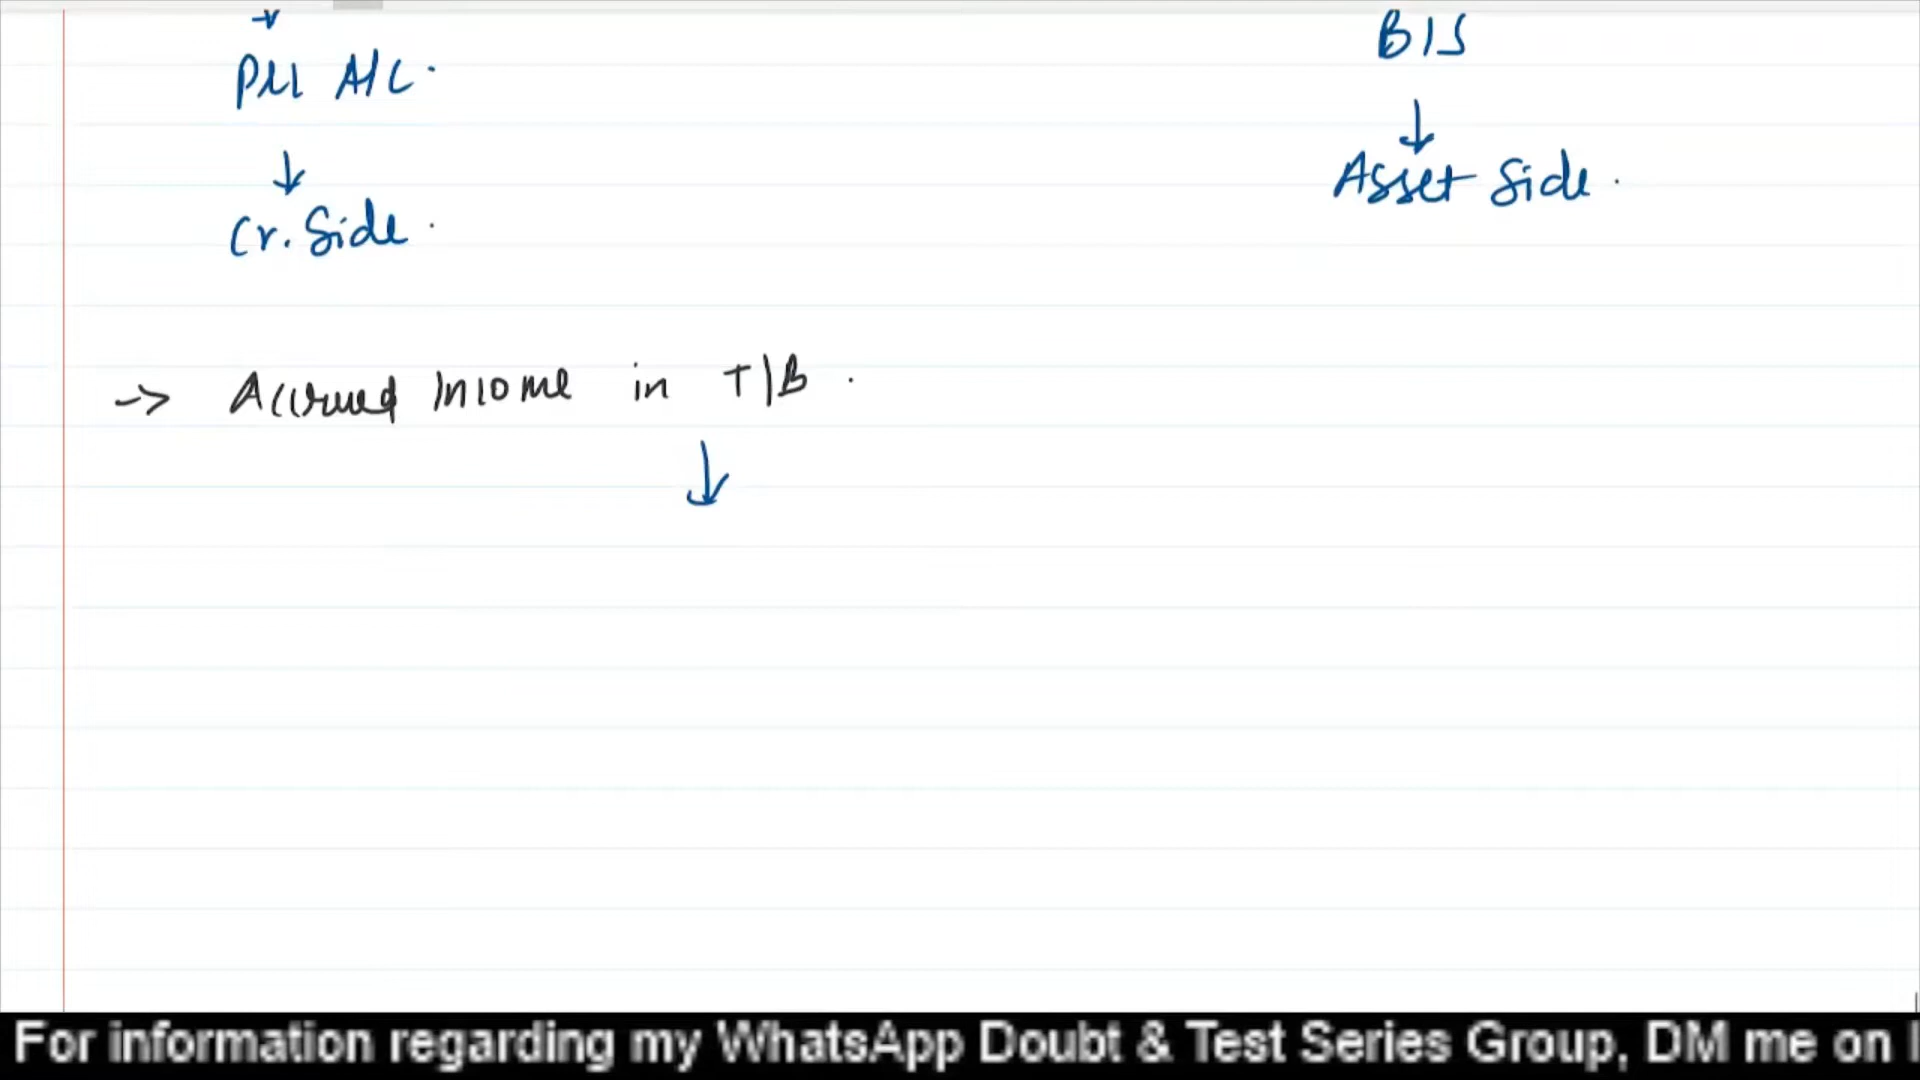 P&L A/C.
↓
Cr. Side.
B/S
↓
Asset Side.
-> Accrued Income in T/B.
↓
For information regarding my WhatsApp Doubt & Test Series Group, DM me on